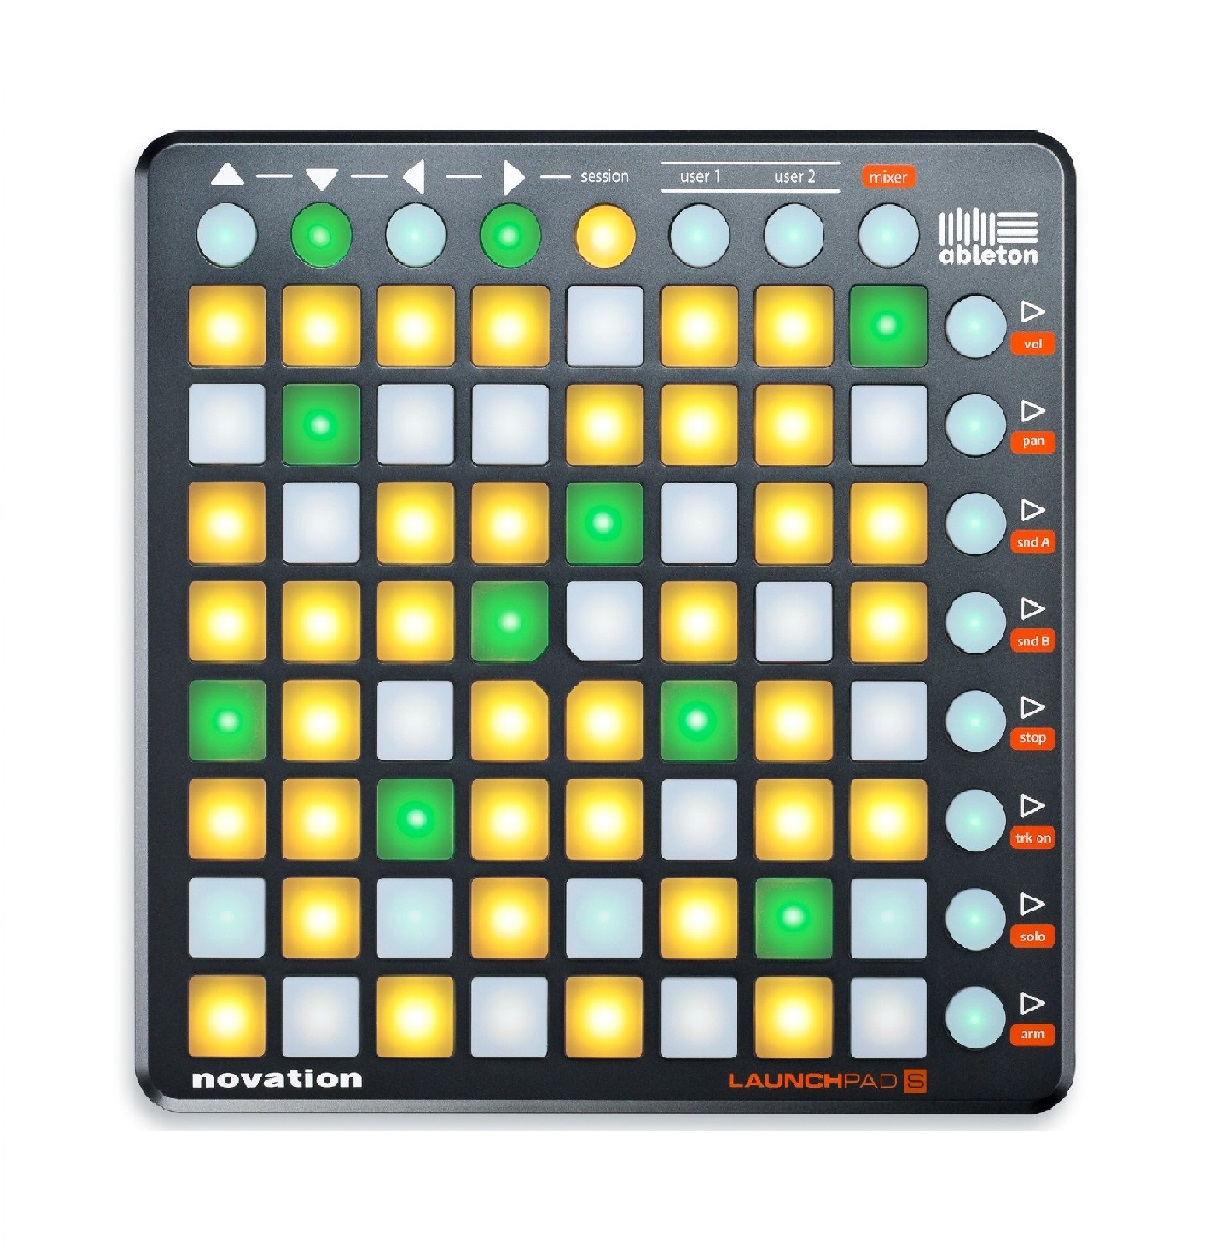 session
user 1
user 2
mixer
ableton
vol
pan
snd A
snd B
stop
trk on
solo
arm
novation
LAUNCHPAD S